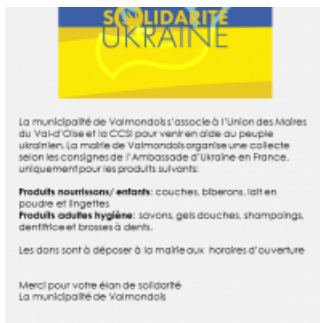 SOLIDARITÉ
UKRAINE
La municipalité de Valmondois s'associe à l'Union des Maires
du Val-d'Oise et la CCSI pour venir en aide au peuple
ukrainien. La mairie de Valmondois organise une collecte
selon les consignes de l'Ambassade d'Ukraine en France,
uniquement pour les produits suivants:
Produits nourrissons/ enfants: couches, biberons, lait en
poudre et lingettes
Produits adultes hygiène: savons, gels douches, shampoings,
dentifrice et brosses à dents.
Les dons sont à déposer à la mairie aux horaires d'ouverture
Merci pour votre élan de solidarité
La municipalité de Valmondois